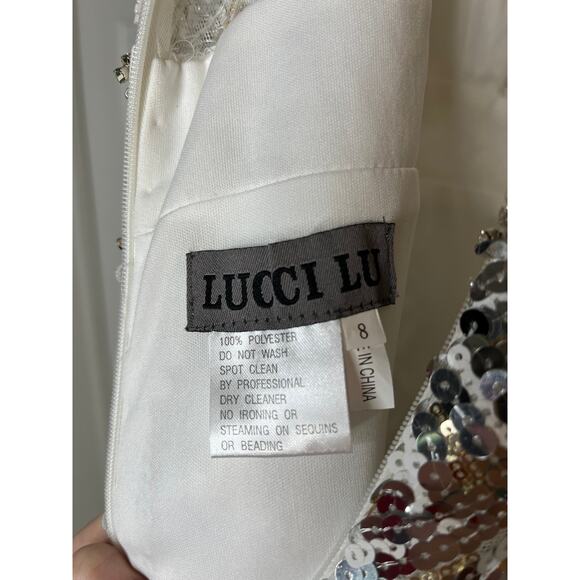 LUCCI LU
100% POLYESTER
DO NOT WASH
SPOT CLEAN
BY PROFESSIONAL
DRY CLEANER
NO IRONING OR
STEAMING ON SEQUINS
OR BEADING
8
E IN CHINA